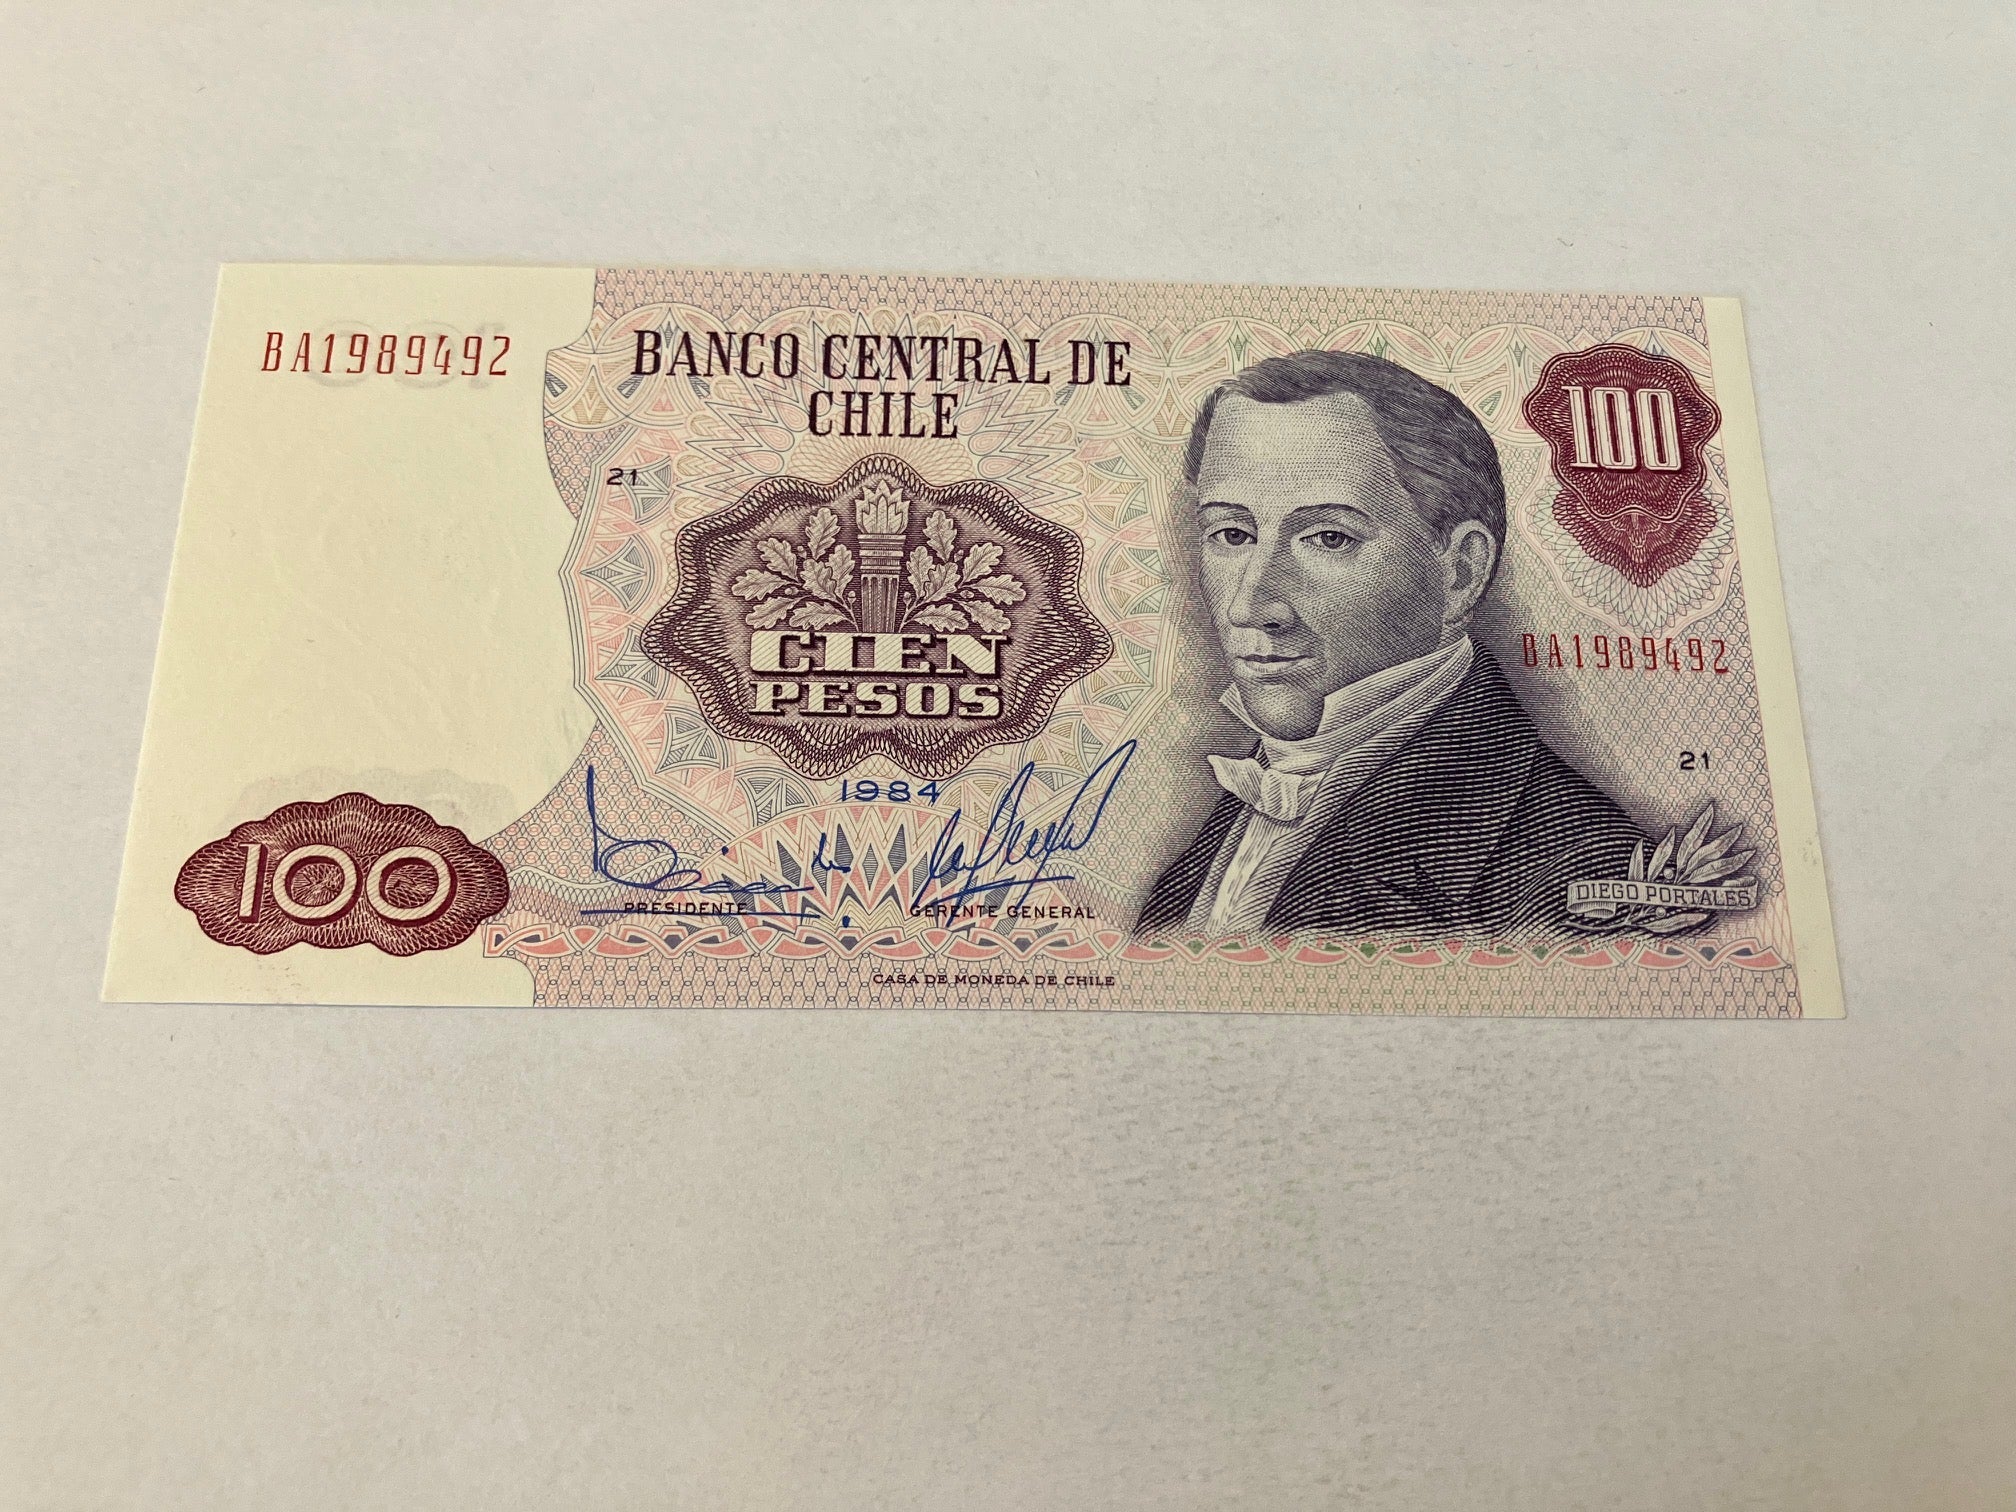 BA1989492
BANCO CENTRAL DE
CHILE
100
21
CIEN
PESOS
BA1989492
21
1984
100
PRESIDENTE
GERENTE GENERAL
DIEGO PORTALES
CASA DE MONEDA DE CHILE